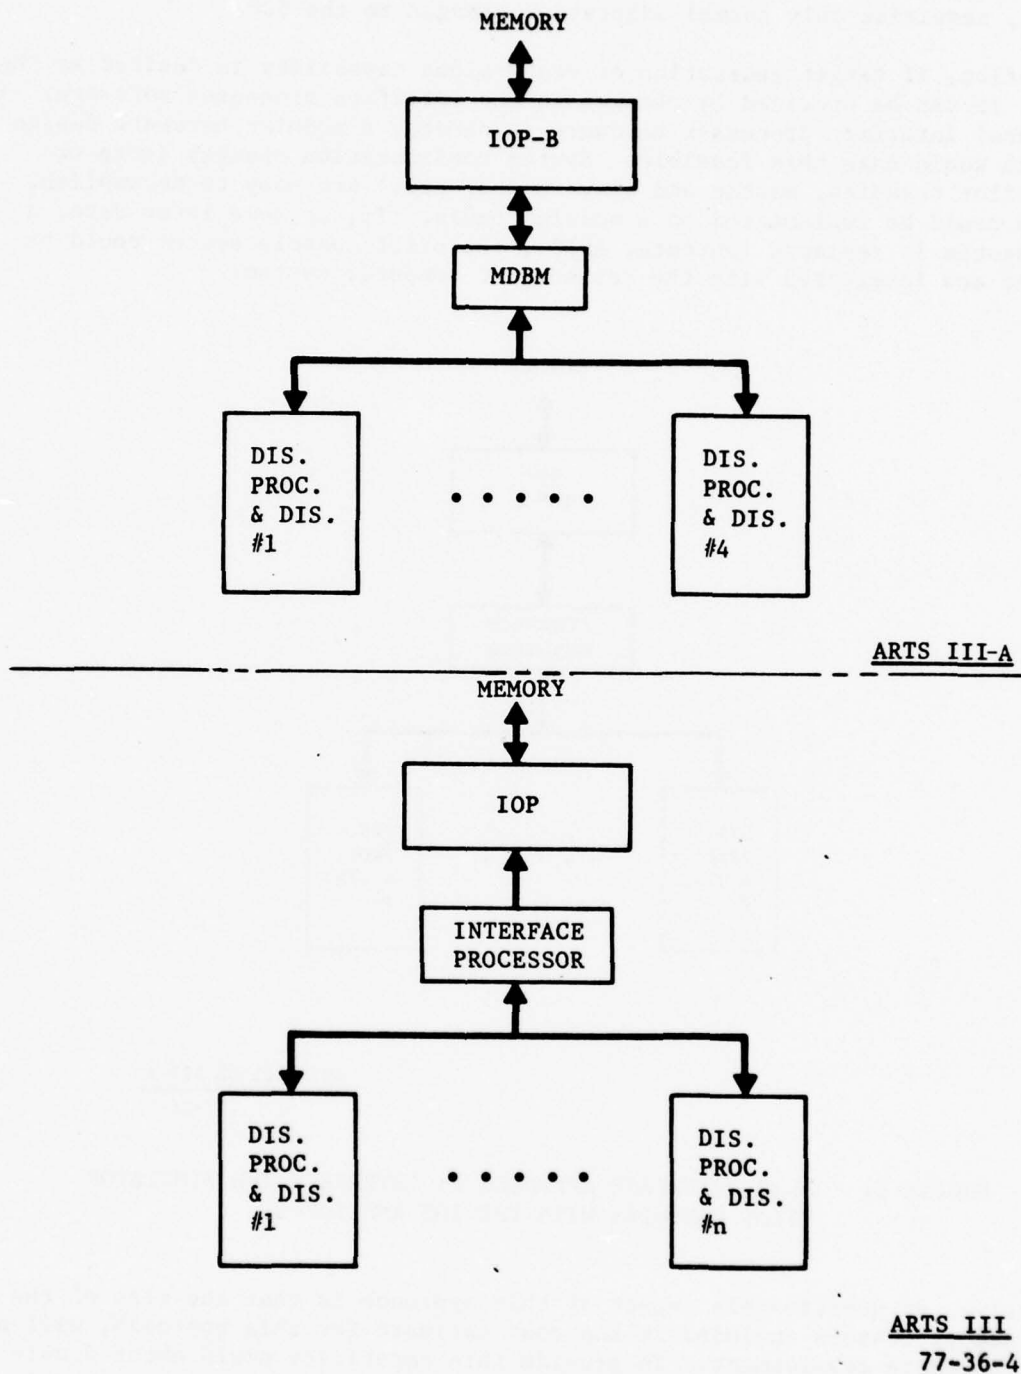 MEMORY
IOP-B
MDBM
DIS.
PROC.
& DIS.
#1
DIS.
PROC.
& DIS.
#4
ARTS III-A
MEMORY
IOP
INTERFACE
PROCESSOR
DIS.
PROC.
& DIS.
#1
DIS.
PROC.
& DIS.
#n
ARTS III
77-36-4